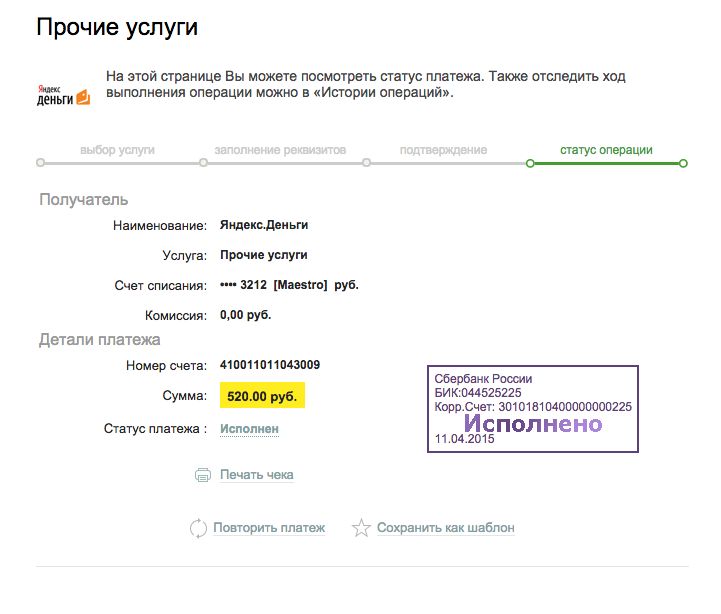 Прочие услуги
Яндекс
деньги
На этой странице Вы можете посмотреть статус платежа. Также отследить ход
выполнения операции можно в «Истории операций».
выбор услуги заполнение реквизитов подтверждение статус операции
Получатель
Наименование: Яндекс.Деньги
Услуга: Прочие услуги
Счет списания: •••• 3212 [Maestro] руб.
Комиссия: 0,00 руб.
Детали платежа
Номер счета: 410011011043009
Сумма: 520.00 руб.
Статус платежа : Исполнен
Сбербанк России
БИК:044525225
Корр.Счет: 30101810400000000225
Исполнено
11.04.2015
Печать чека
Повторить платеж Сохранить как шаблон